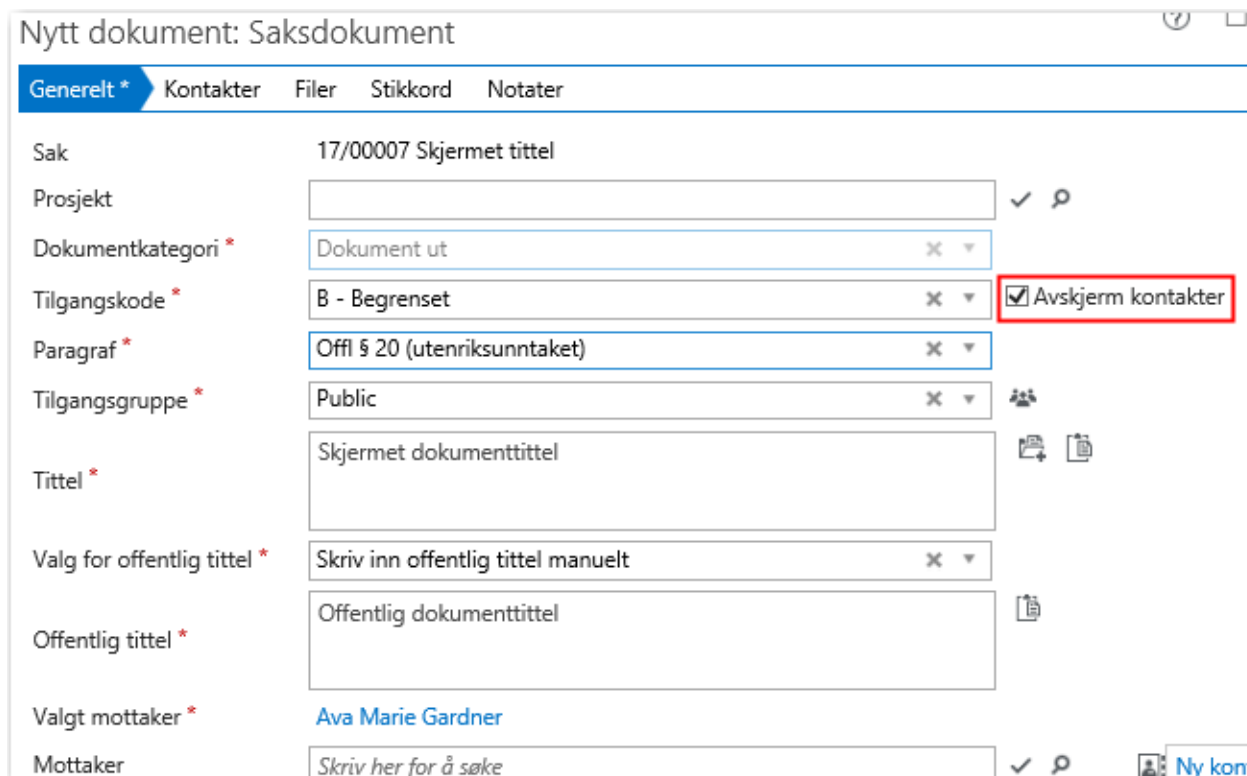 Nytt dokument: Saksdokument
Generelt * Kontakter Filer Stikkord Notater
Sak 17/00007 Skjermet tittel
Prosjekt
Dokumentkategori * Dokument ut
Tilgangskode * B - Begrenset Avskjerm kontakter
Paragraf * Offl § 20 (utenriksunntaket)
Tilgangsgruppe * Public
Tittel * Skjermet dokumenttittel
Valg for offentlig tittel * Skriv inn offentlig tittel manuelt
Offentlig tittel * Offentlig dokumenttittel
Valgt mottaker * Ava Marie Gardner
Mottaker Skriv her for å søke Ny kon